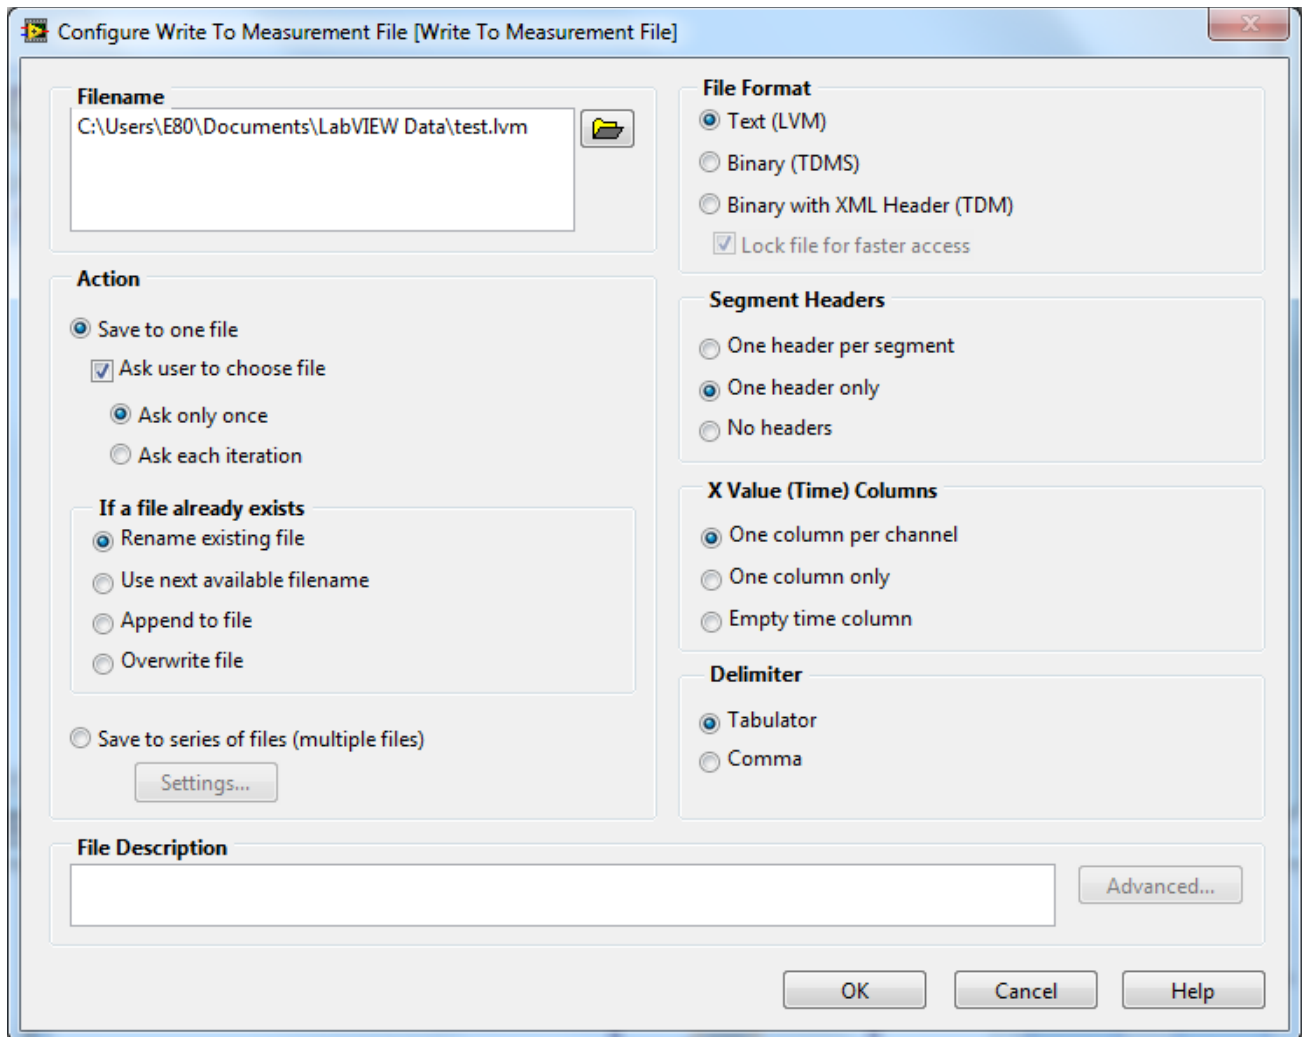 Configure Write To Measurement File [Write To Measurement File]
Filename
C:\Users\E80\Documents\LabVIEW Data\test.lvm
Action
Save to one file
Ask user to choose file
Ask only once
Ask each iteration
If a file already exists
Rename existing file
Use next available filename
Append to file
Overwrite file
Save to series of files (multiple files)
Settings...
File Format
Text (LVM)
Binary (TDMS)
Binary with XML Header (TDM)
Lock file for faster access
Segment Headers
One header per segment
One header only
No headers
X Value (Time) Columns
One column per channel
One column only
Empty time column
Delimiter
Tabulator
Comma
File Description
Advanced...
OK
Cancel
Help